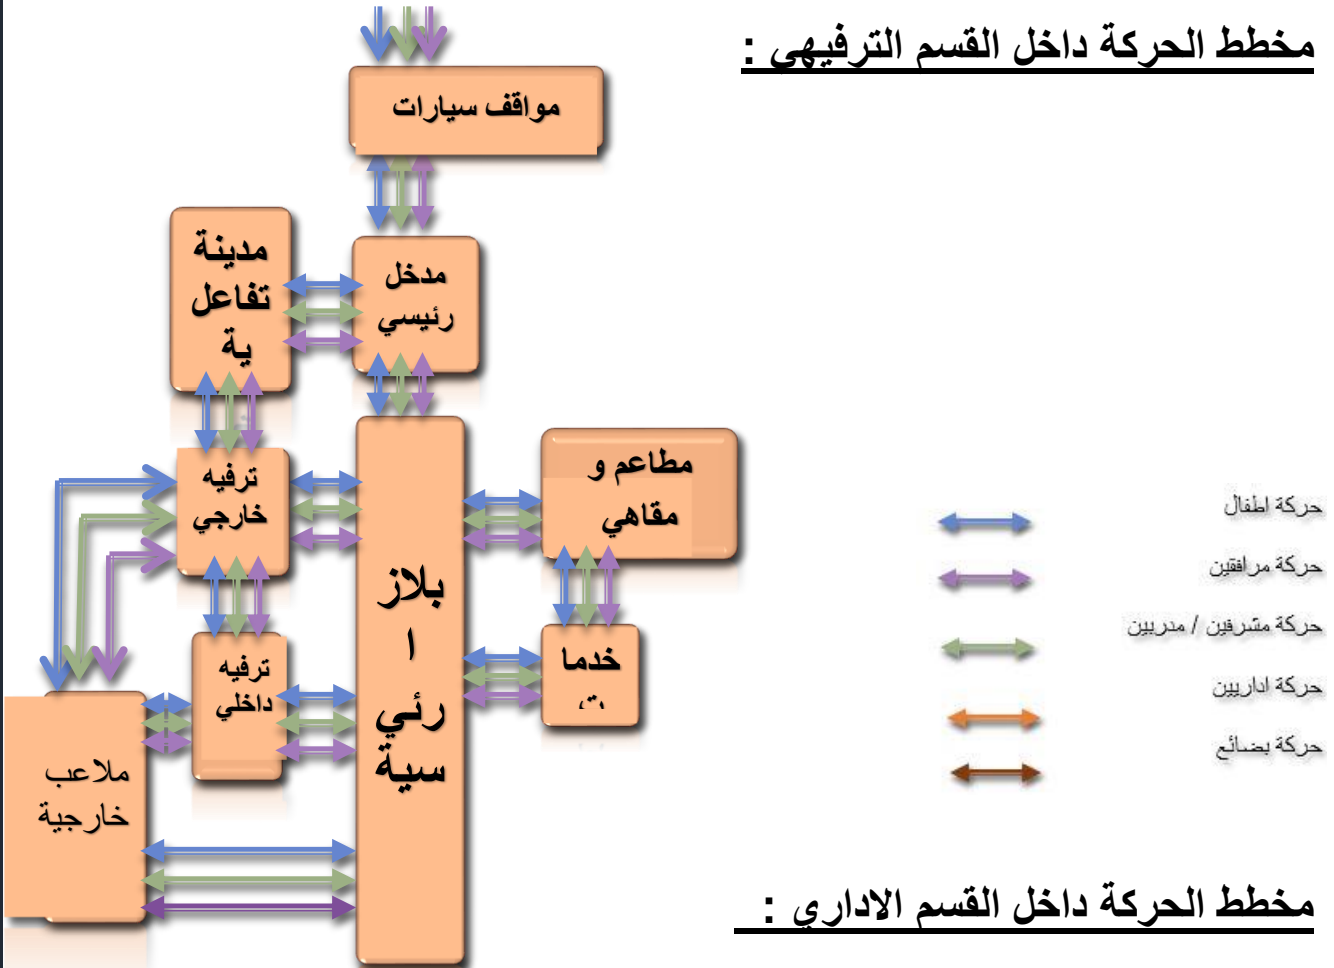 مخطط الحركة داخل القسم الترفيهي :
مواقف سيارات
مدينة
تفاعل
ية
مدخل
رئيسي
ترفيه
خارجي
مطاعم و
مقاهي
بلاز
ا
رئي
سية
ترفيه
داخلي
خدما
ت
ملاعب
خارجية
حركة اطفال
حركة مرافقين
حركة مشرفين / مدربين
حركة اداريين
حركة بضائع
مخطط الحركة داخل القسم الاداري :